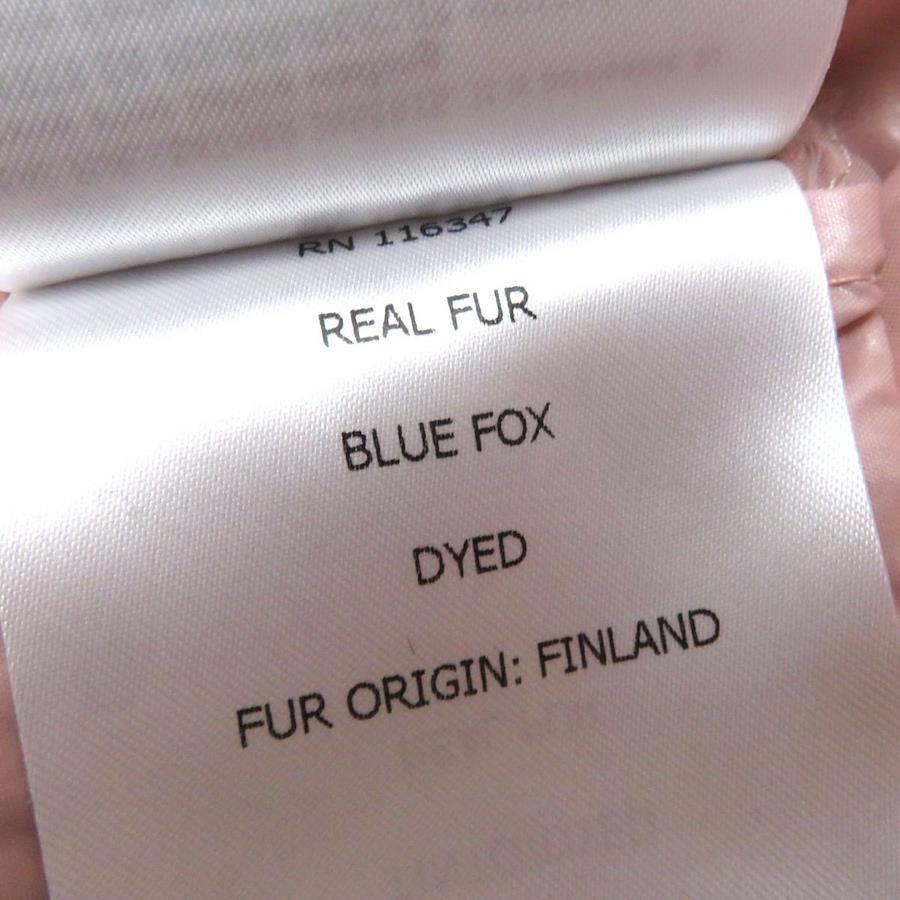 RN 116347
REAL FUR
BLUE FOX
DYED
FUR ORIGIN: FINLAND